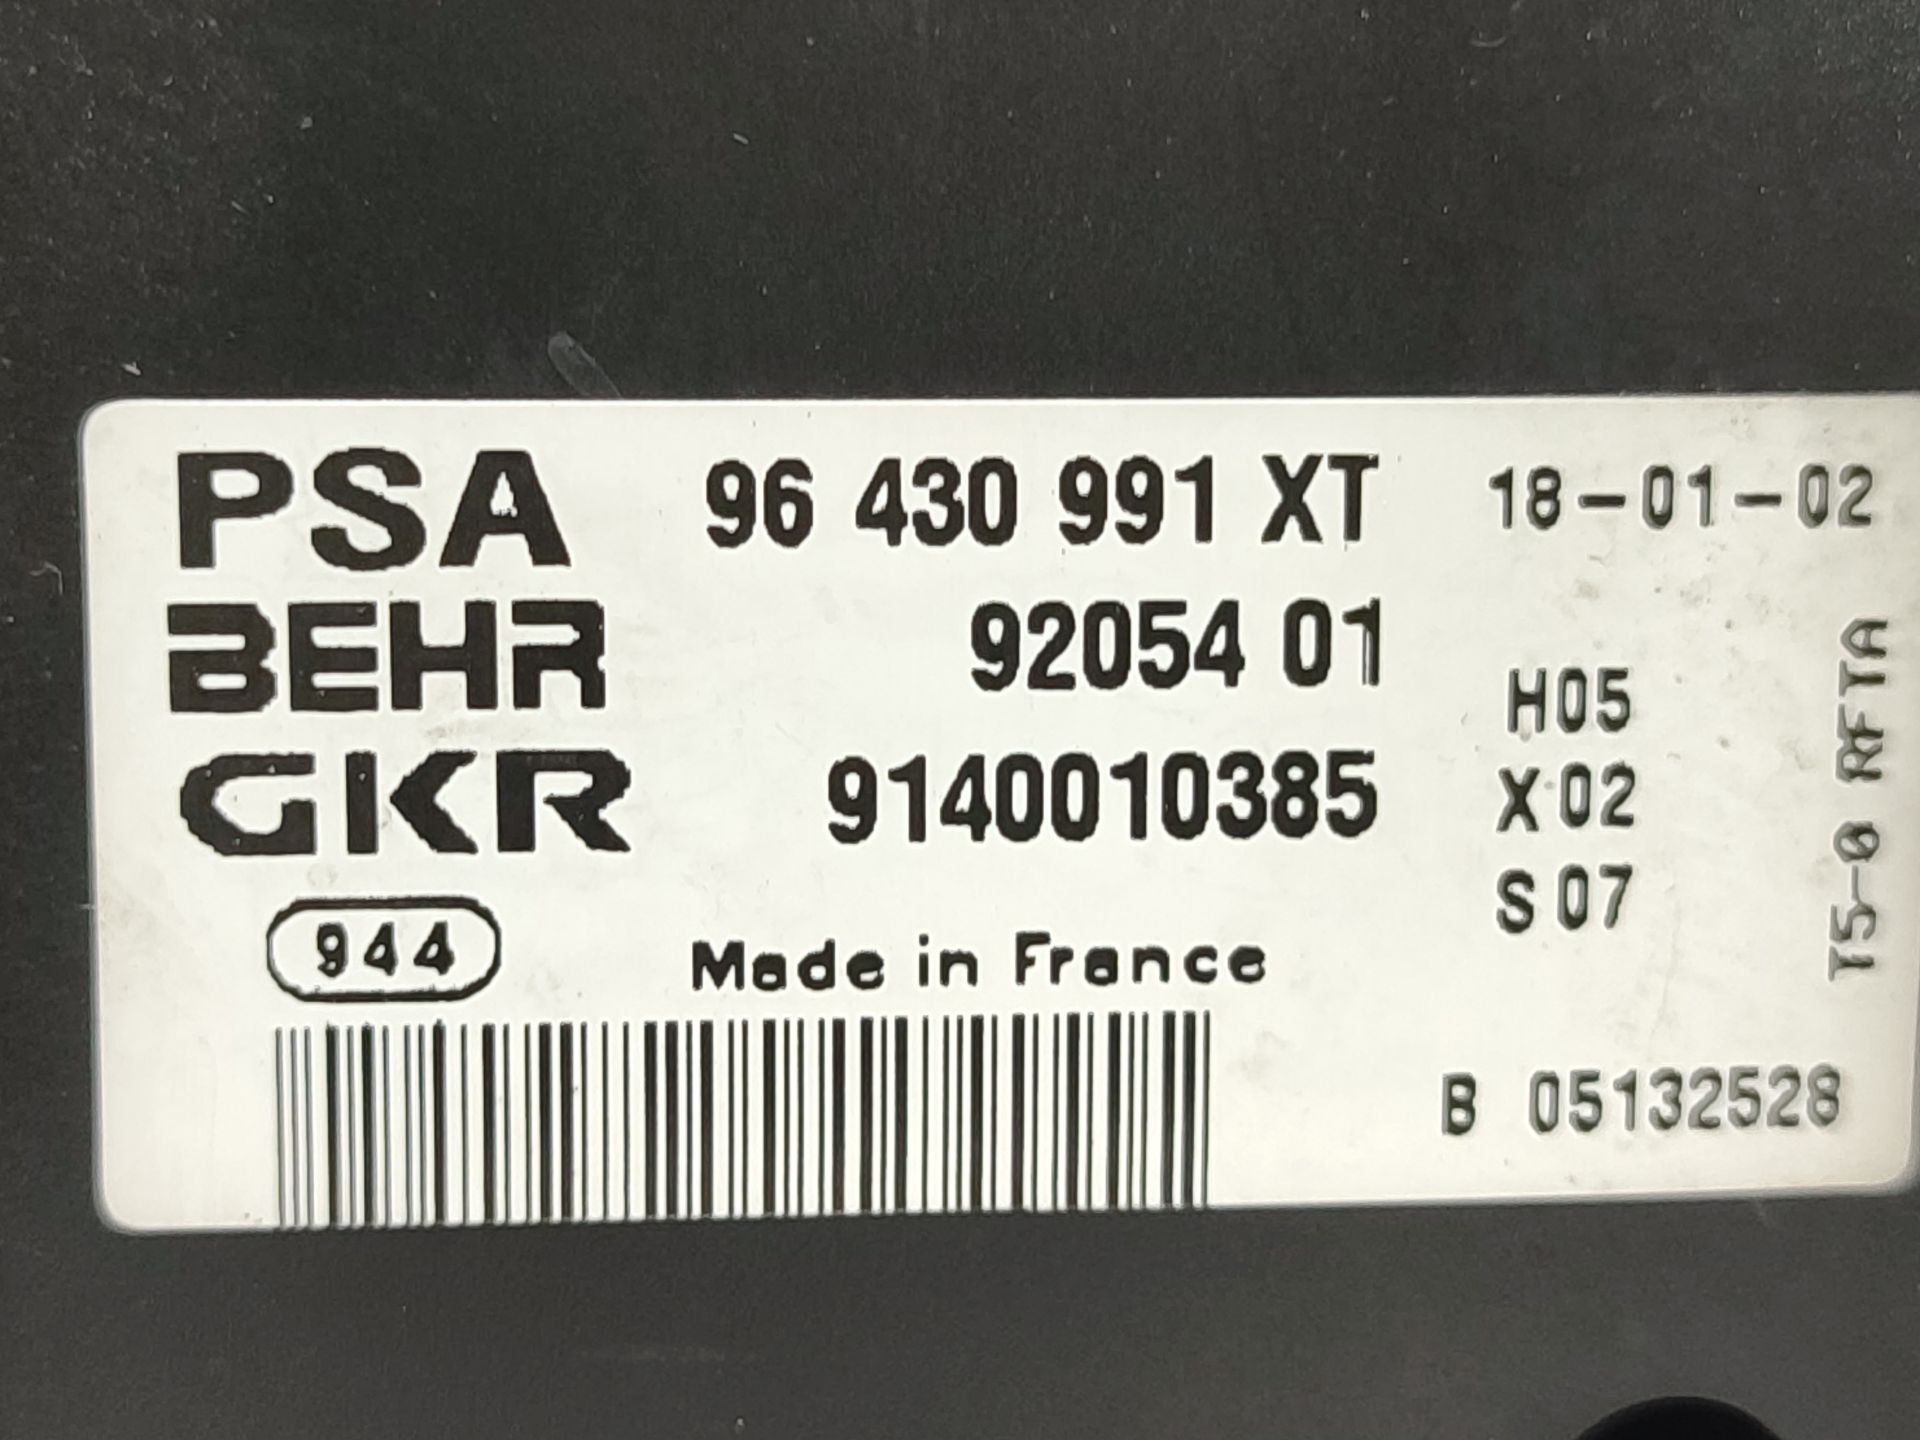 PSA 96 430 991 XT 18-01-02
BEHR 92054 01
H05
GKR 9140010385
X 02
S 07
944
Made in France
T5-0 RFTA
B 05132528